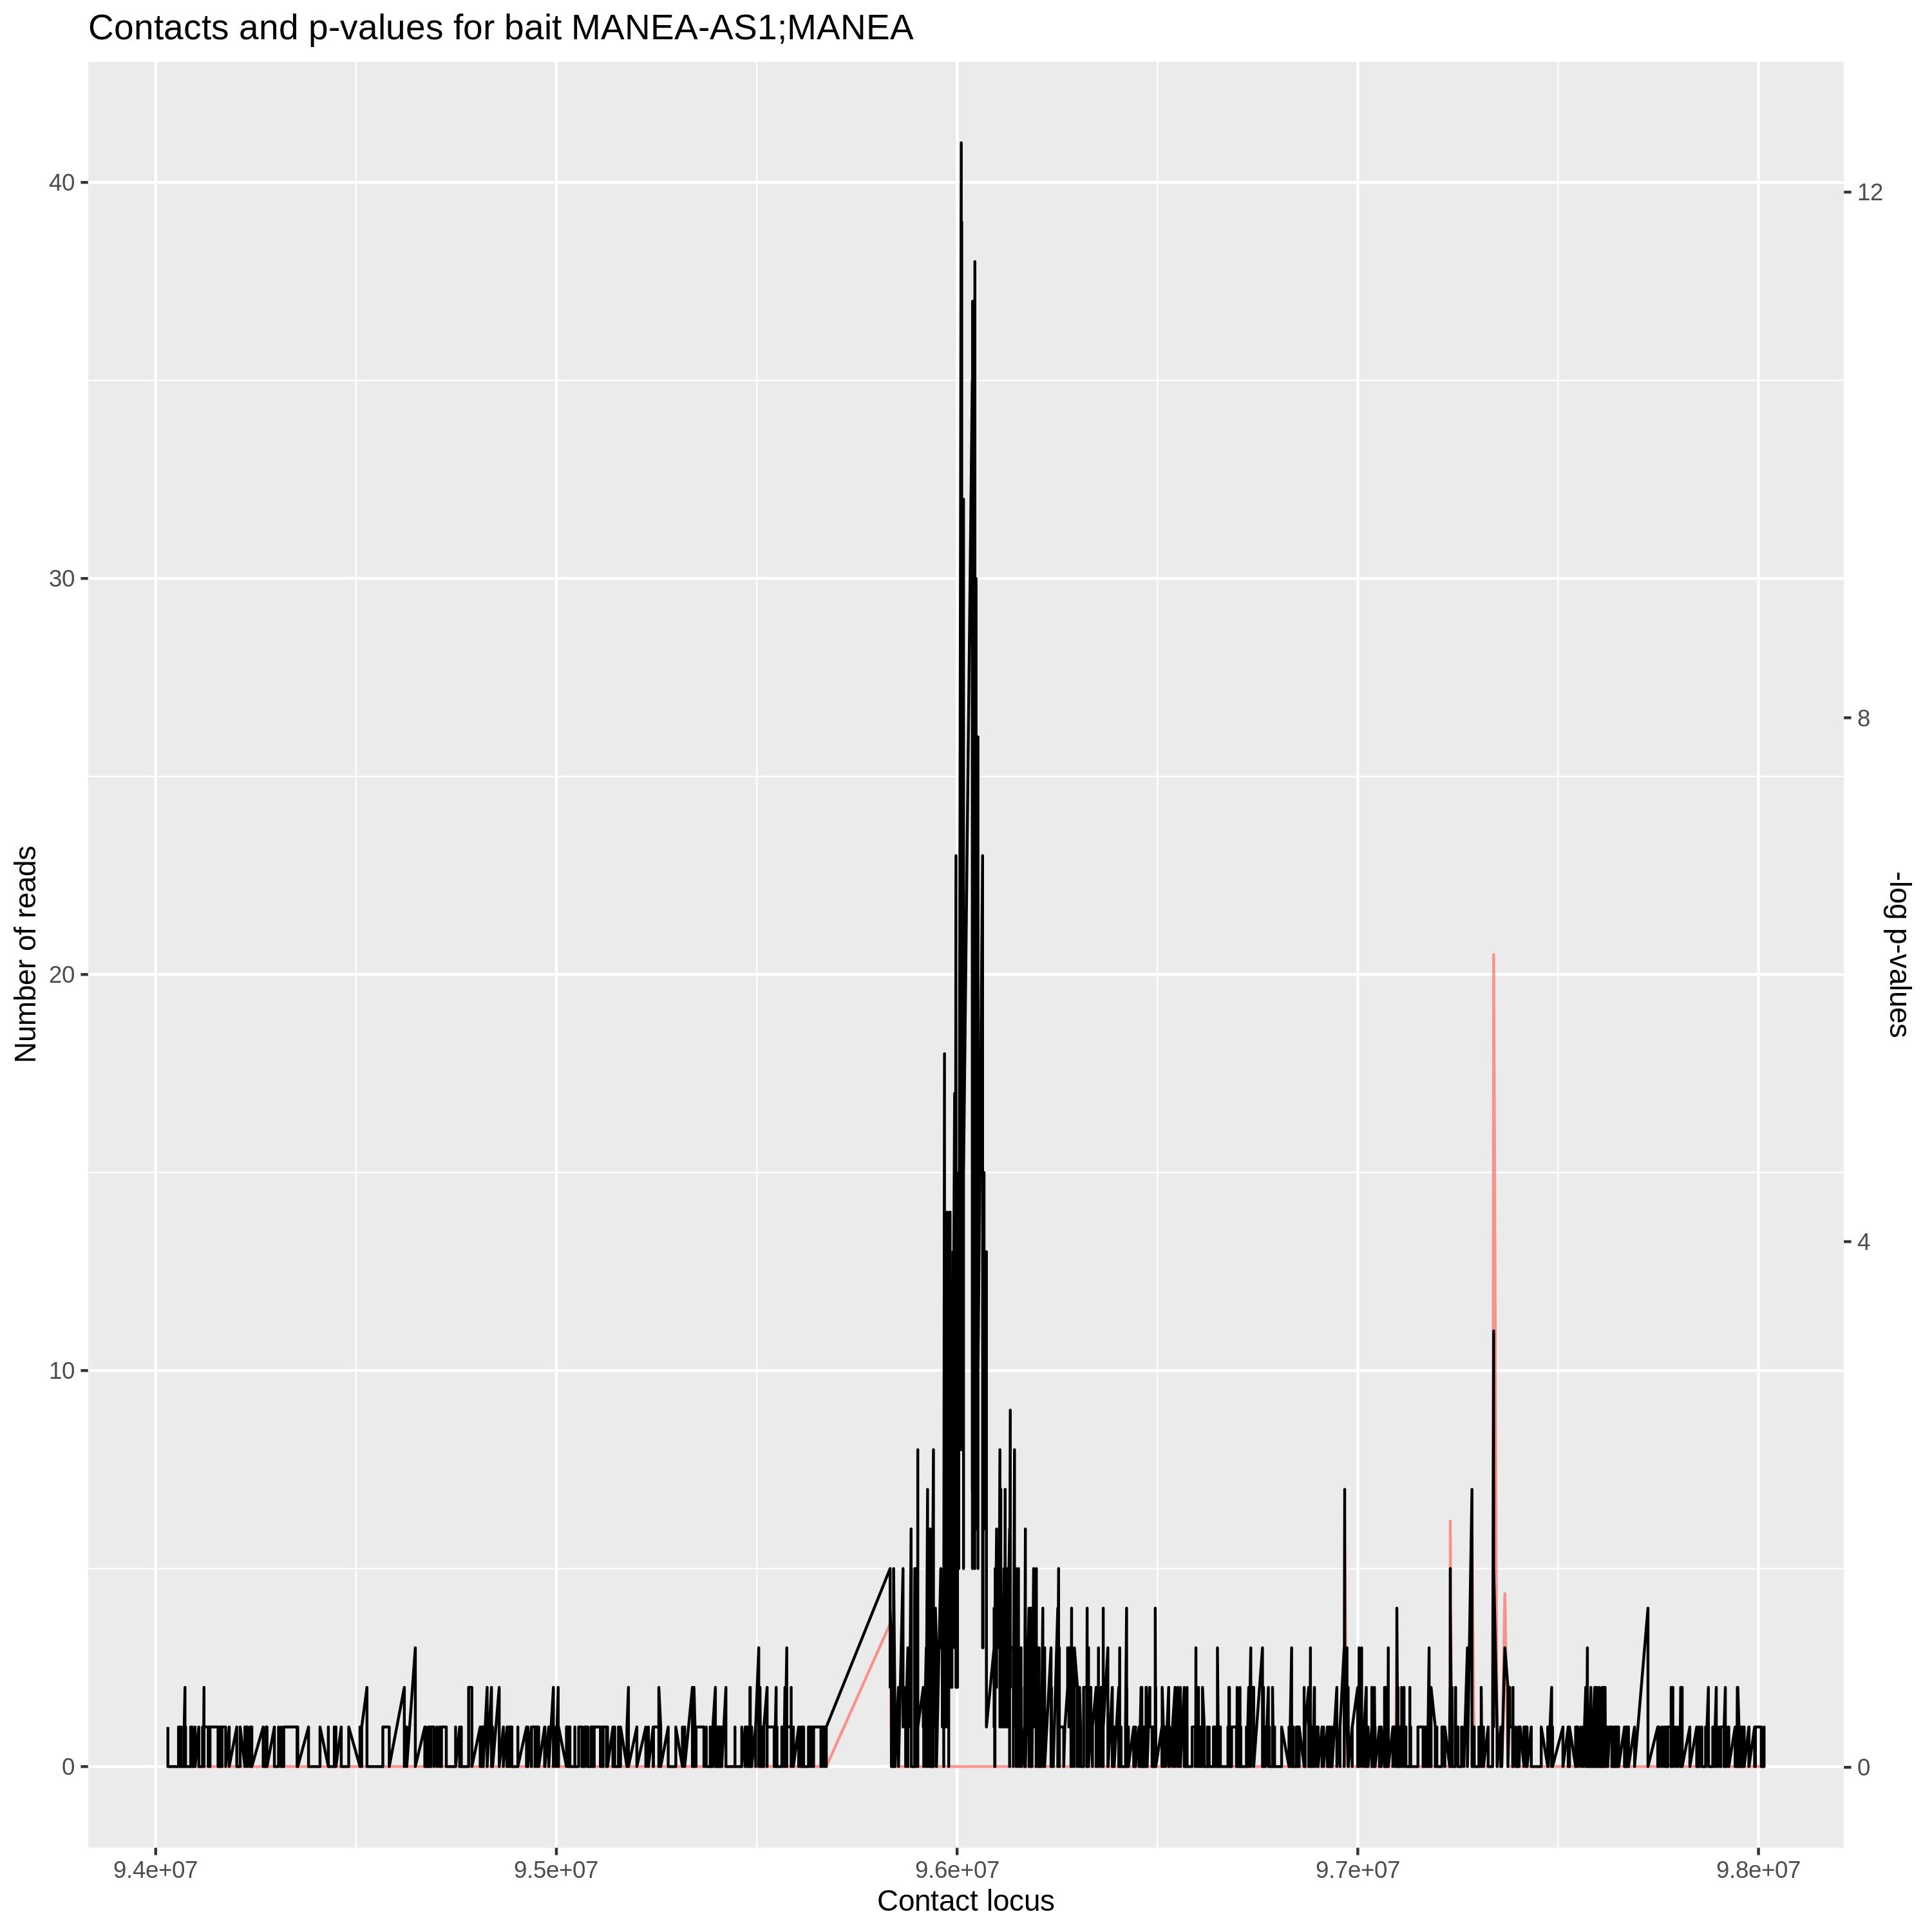 Contacts and p-values for bait MANEA-AS1;MANEA
40
30
20
10
0
Number of reads
12
8
4
0
-log p-values
9.4e+07
9.5e+07
9.6e+07
9.7e+07
9.8e+07
Contact locus